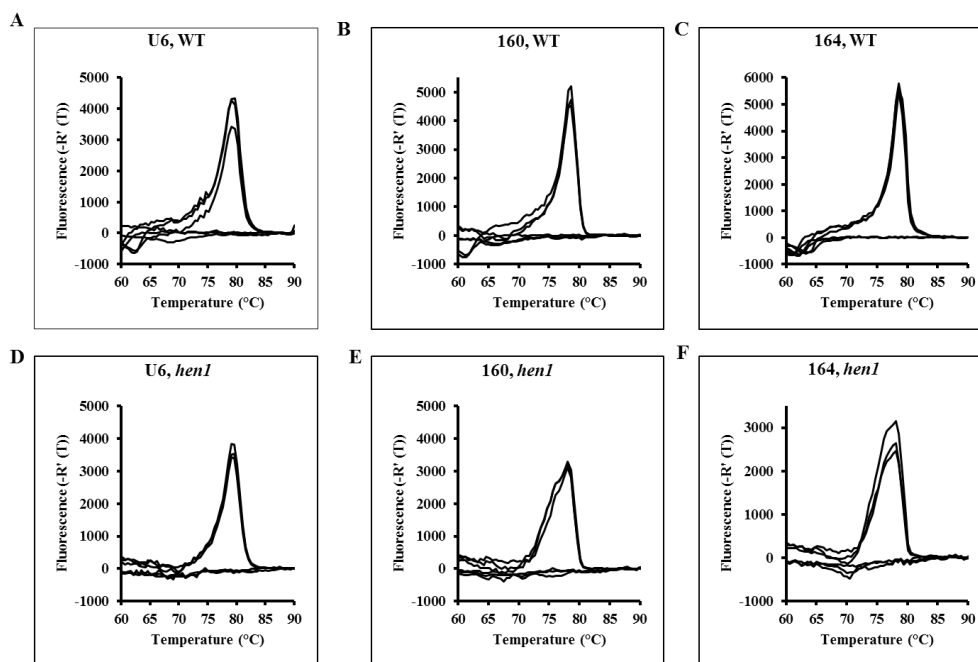 A
U6, WT
Fluorescence (-R' (T))
5000
4000
3000
2000
1000
0
-1000
60 65 70 75 80 85 90
Temperature (°C)
B
160, WT
Fluorescence (-R' (T))
5000
4000
3000
2000
1000
0
-1000
60 65 70 75 80 85 90
Temperature (°C)
C
164, WT
Fluorescence (-R' (T))
6000
5000
4000
3000
2000
1000
0
-1000
60 65 70 75 80 85 90
Temperature (°C)
D
U6, hen1
Fluorescence (-R' (T))
5000
4000
3000
2000
1000
0
-1000
60 65 70 75 80 85 90
Temperature (°C)
E
160, hen1
Fluorescence (-R' (T))
5000
4000
3000
2000
1000
0
-1000
60 65 70 75 80 85 90
Temperature (°C)
F
164, hen1
Fluorescence (-R' (T))
3000
2000
1000
0
-1000
60 65 70 75 80 85 90
Temperature (°C)